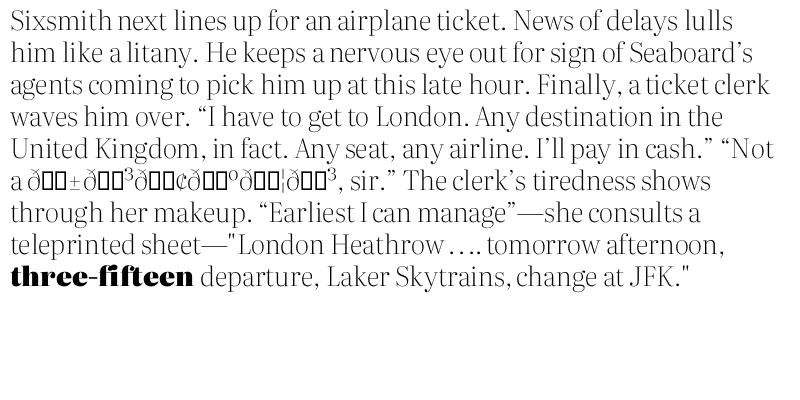 Sixsmith next lines up for an airplane ticket. News of delays lulls
him like a litany. He keeps a nervous eye out for sign of Seaboard’s
agents coming to pick him up at this late hour. Finally, a ticket clerk
waves him over. “I have to get to London. Any destination in the
United Kingdom, in fact. Any seat, any airline. I’ll pay in cash.” “Not
a , sir.” The clerk’s tiredness shows
through her makeup. “Earliest I can manage”—she consults a
teleprinted sheet—"London Heathrow . . . . tomorrow afternoon,
three-fifteen departure, Laker Skytrains, change at JFK."